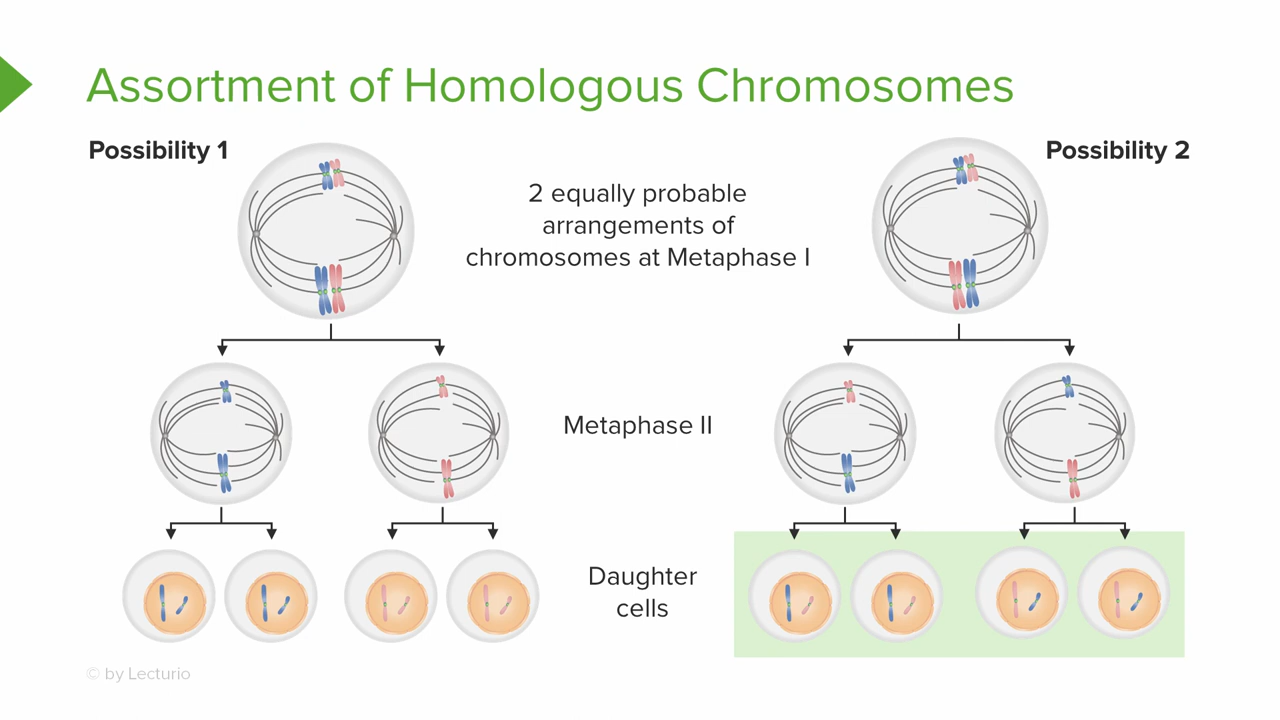 Assortment of Homologous Chromosomes
Possibility 1
Possibility 2
2 equally probable
arrangements of
chromosomes at Metaphase I
Metaphase II
Daughter
cells
© by Lecturio